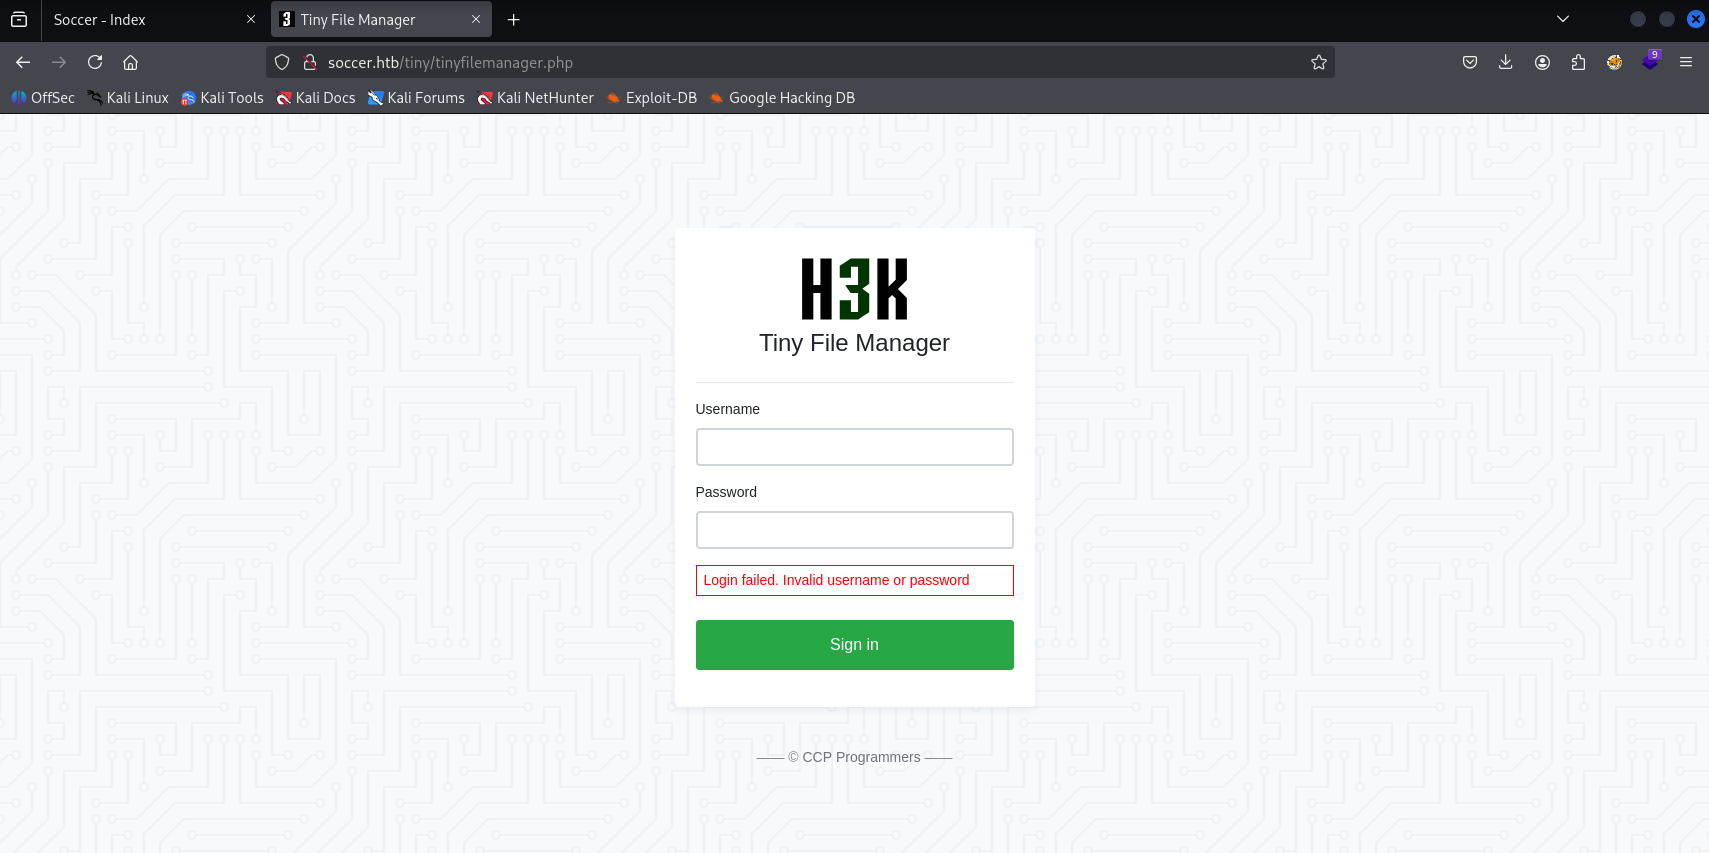 Soccer - Index
Tiny File Manager
soccer.htb/tiny/tinyfilemanager.php
9
OffSec
Kali Linux
Kali Tools
Kali Docs
Kali Forums
Kali NetHunter
Exploit-DB
Google Hacking DB
H3K
Tiny File Manager
Username
Password
Login failed. Invalid username or password
Sign in
—— © CCP Programmers ——